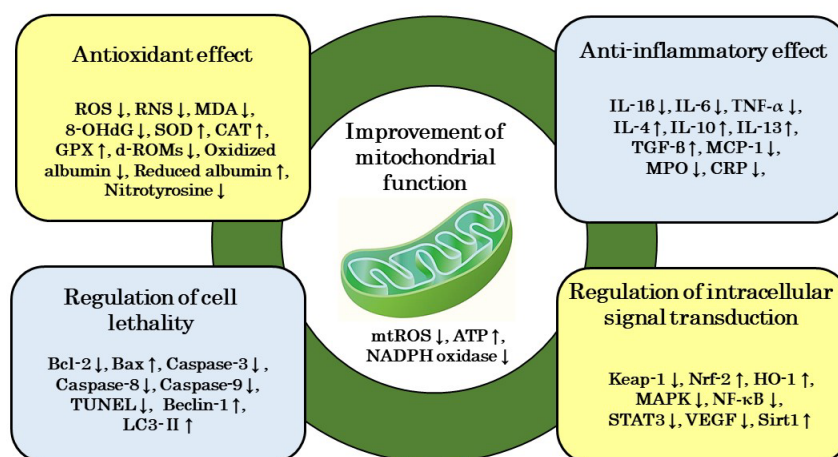 Antioxidant effect
ROS ↓, RNS ↓, MDA ↓,
8-OHdG ↓, SOD ↑, CAT ↑,
GPX ↑, d-ROMs ↓, Oxidized
albumin ↓, Reduced albumin ↑,
Nitrotyrosine ↓
Anti-inflammatory effect
IL-1ß ↓, IL-6 ↓, TNF-α ↓,
IL-4 ↑, IL-10 ↑, IL-13 ↑,
TGF-ß ↑, MCP-1 ↓,
MPO ↓, CRP ↓,
Improvement of
mitochondrial
function
mtROS ↓, ATP ↑,
NADPH oxidase ↓
Regulation of cell
lethality
Bcl-2 ↓, Bax ↑, Caspase-3 ↓,
Caspase-8 ↓, Caspase-9 ↓,
TUNEL ↓, Beclin-1 ↑,
LC3-II ↑
Regulation of intracellular
signal transduction
Keap-1 ↓, Nrf-2 ↑, HO-1 ↑,
MAPK ↓, NF-κB ↓,
STAT3 ↓, VEGF ↓, Sirt1 ↑